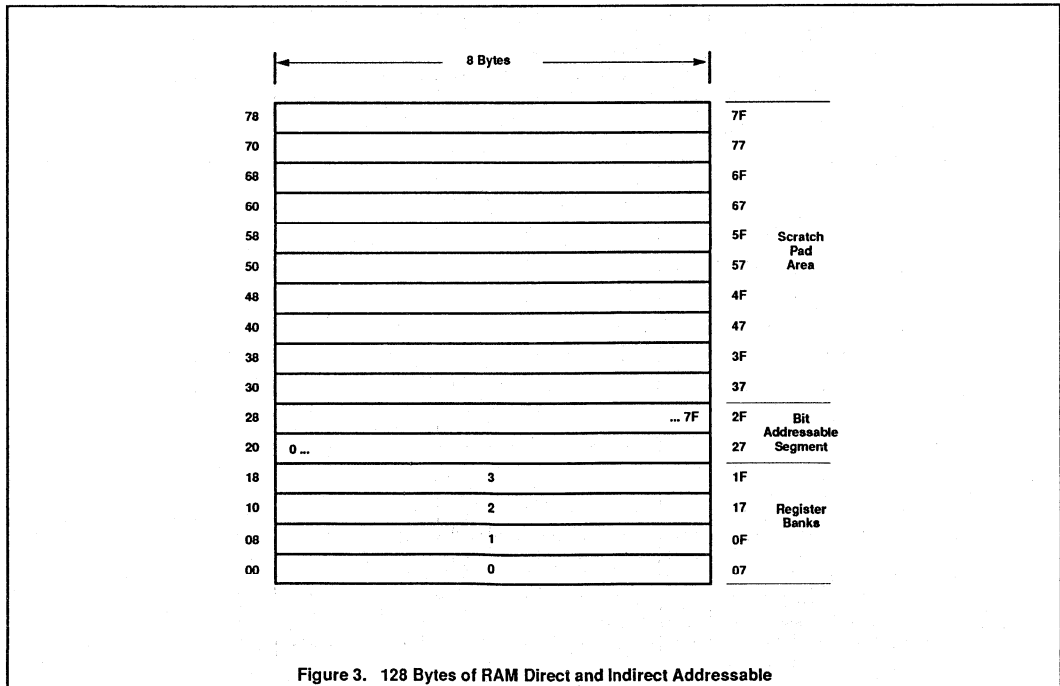 8 Bytes
78 7F
70 77
68 6F
60 67
58 5F Scratch
Pad
50 57 Area
48 4F
40 47
38 3F
30 37
28 ... 7F 2F Bit
Addressable
20 0 ... 27 Segment
18 3 1F
10 2 17 Register
Banks
08 1 0F
00 0 07
Figure 3. 128 Bytes of RAM Direct and Indirect Addressable